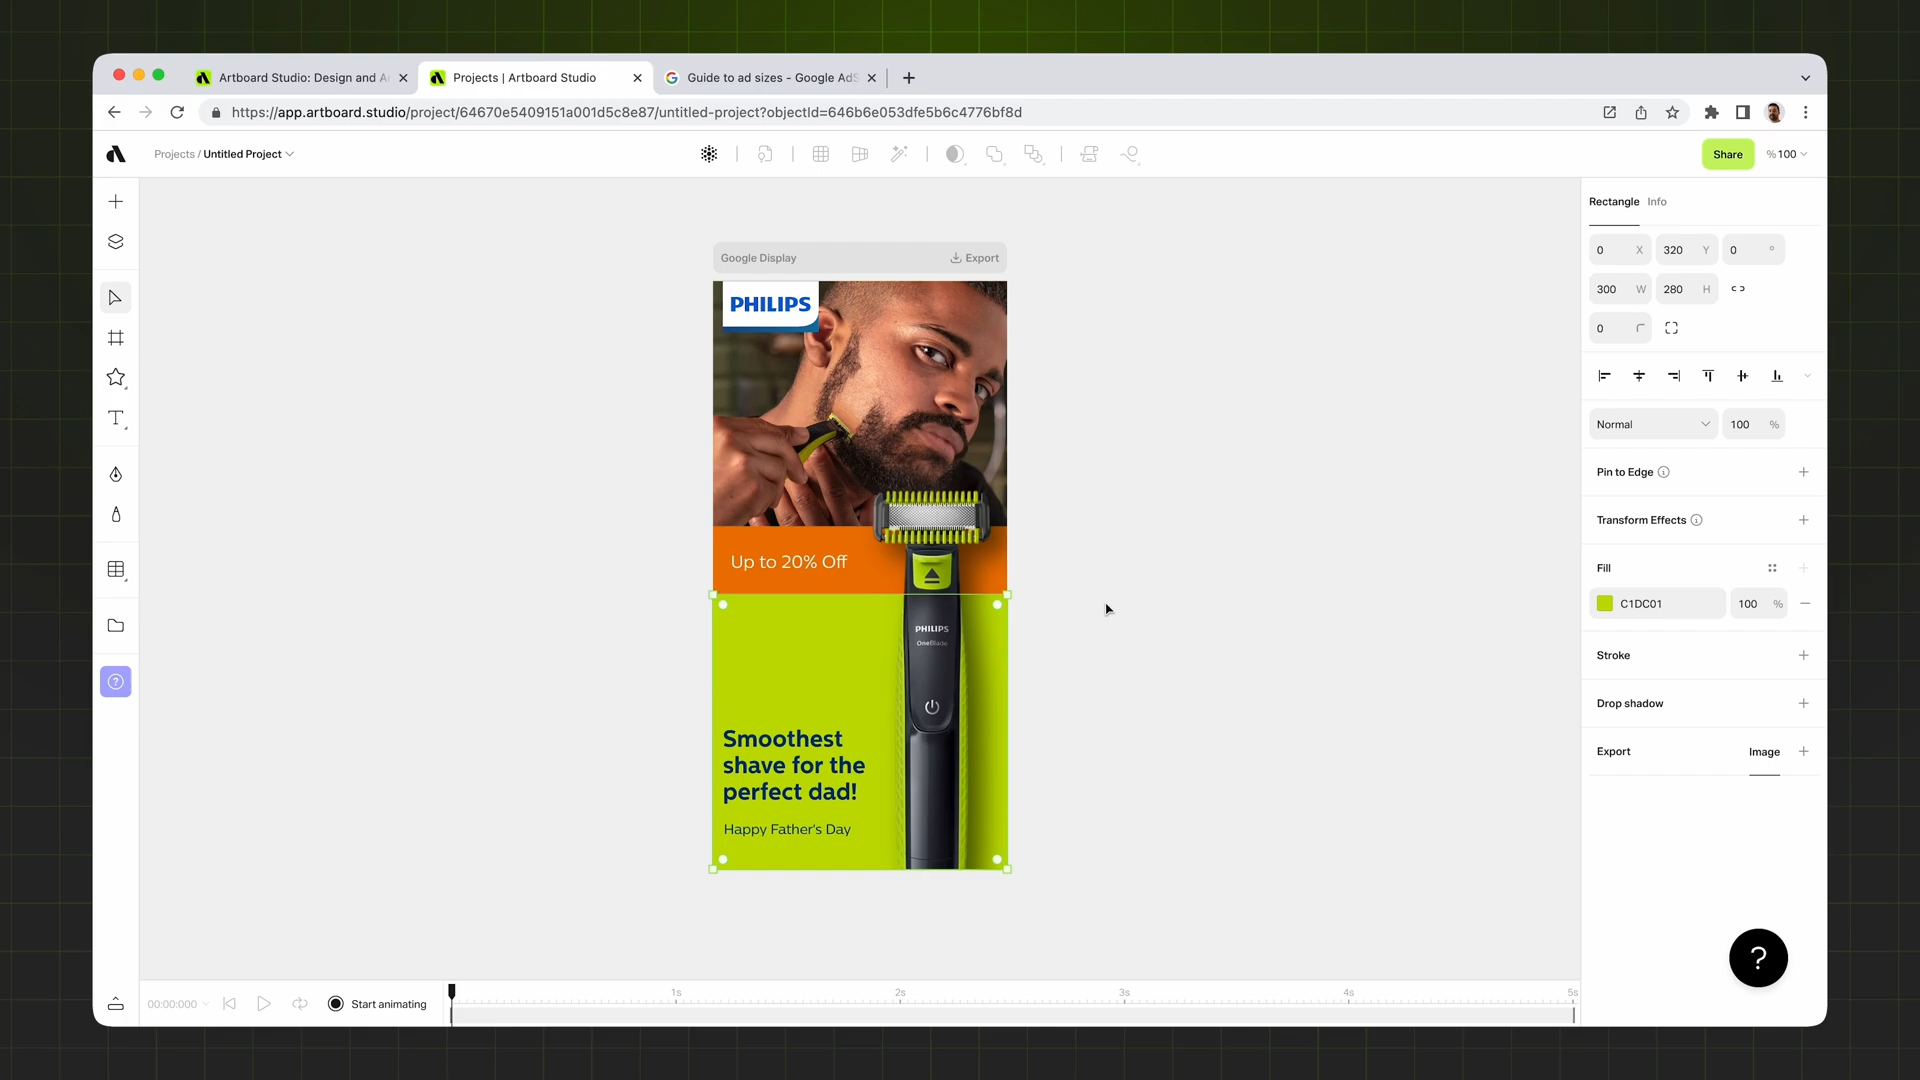 Artboard Studio: Design and A
Projects | Artboard Studio
Guide to ad sizes - Google AdS
https://app.artboard.studio/project/64670e5409151a001d5c8e87/untitled-project?objectId=646b6e053dfe5b6c4776bf8d
Projects / Untitled Project
Share
%100
Rectangle Info
0 X 320 Y 0 °
300 W 280 H
0
Normal 100 %
Pin to Edge
Transform Effects
Fill
C1DC01 100 %
Stroke
Drop shadow
Export Image
Google Display Export
PHILIPS
Up to 20% Off
PHILIPS
OneBlade
Smoothest
shave for the
perfect dad!
Happy Father's Day
T
?
?
00:00:000 Start animating 1s 2s 3s 4s 5s